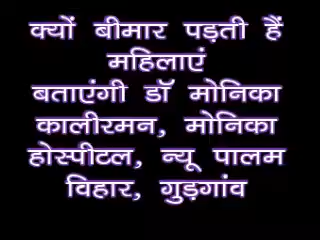 क्यों बीमार पड़ती हैं
महिलाएं
बताएंगी डॉ मोनिका
कालीरमन, मोनिका
होस्पीटल, न्यू पालम
विहार, गुड़गांव